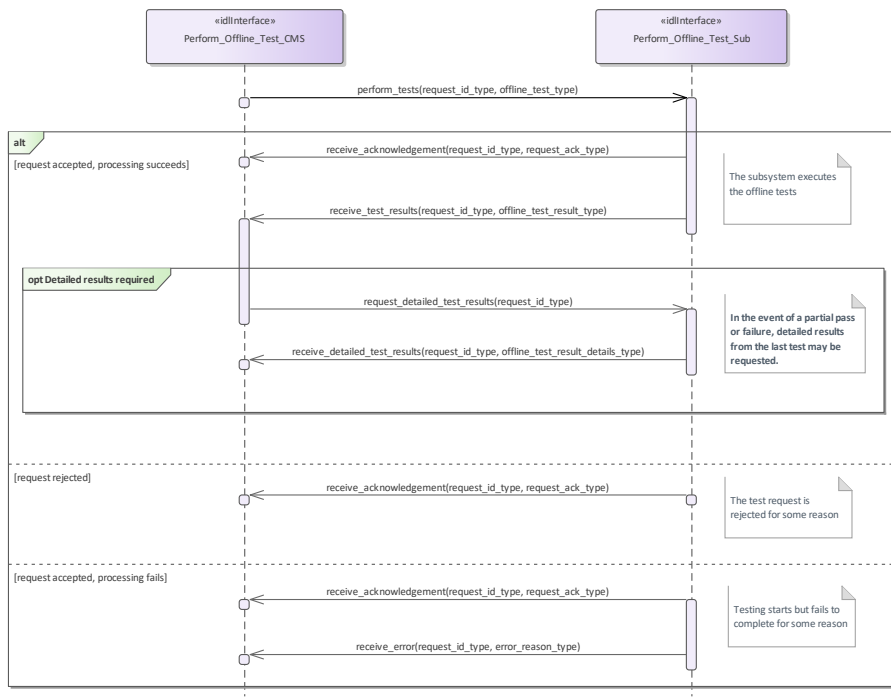 «idlInterface»
Perform_Offline_Test_CMS
«idlInterface»
Perform_Offline_Test_Sub
perform_tests(request_id_type, offline_test_type)
alt
[request accepted, processing succeeds]
receive_acknowledgement(request_id_type, request_ack_type)
The subsystem executes
the offline tests
receive_test_results(request_id_type, offline_test_result_type)
opt Detailed results required
request_detailed_test_results(request_id_type)
In the event of a partial pass
or failure, detailed results
from the last test may be
requested.
receive_detailed_test_results(request_id_type, offline_test_result_details_type)
[request rejected]
receive_acknowledgement(request_id_type, request_ack_type)
The test request is
rejected for some reason
[request accepted, processing fails]
receive_acknowledgement(request_id_type, request_ack_type)
Testing starts but fails to
complete for some reason
receive_error(request_id_type, error_reason_type)